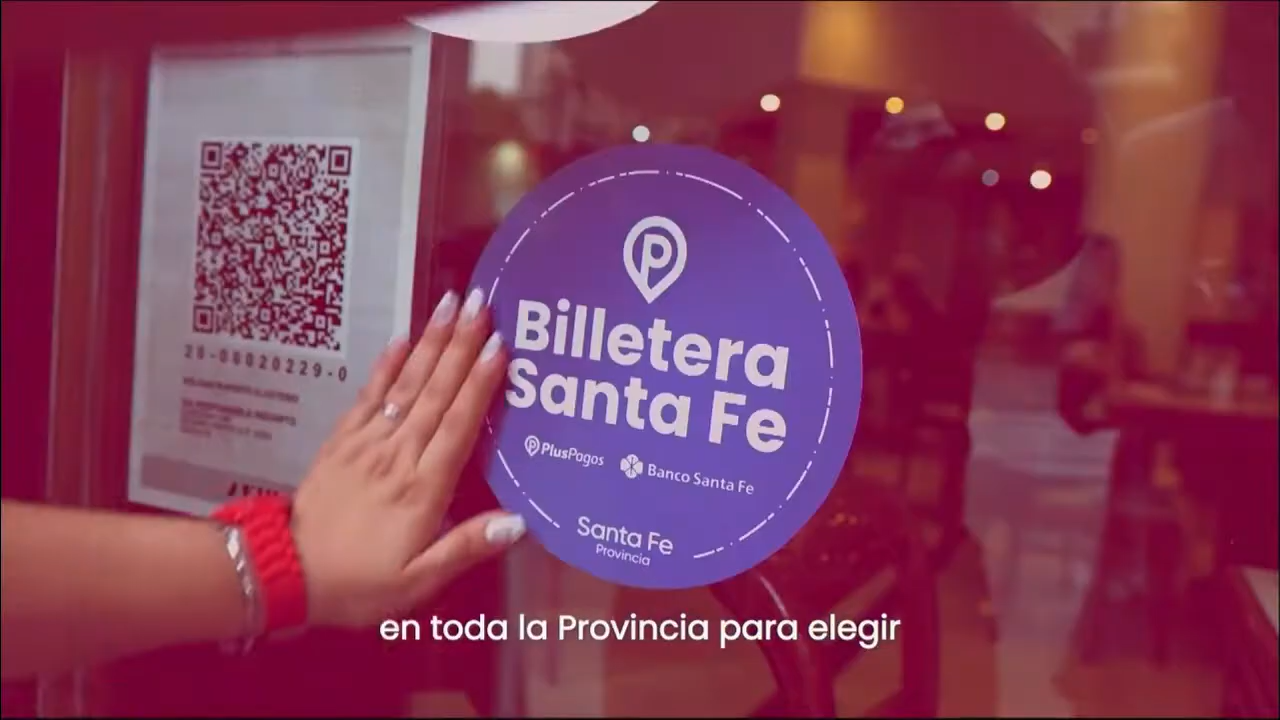 20-08020229-0
Billetera
Santa Fe
PlusPagos
Banco Santa Fe
Santa Fe
Provincia
en toda la Provincia para elegir